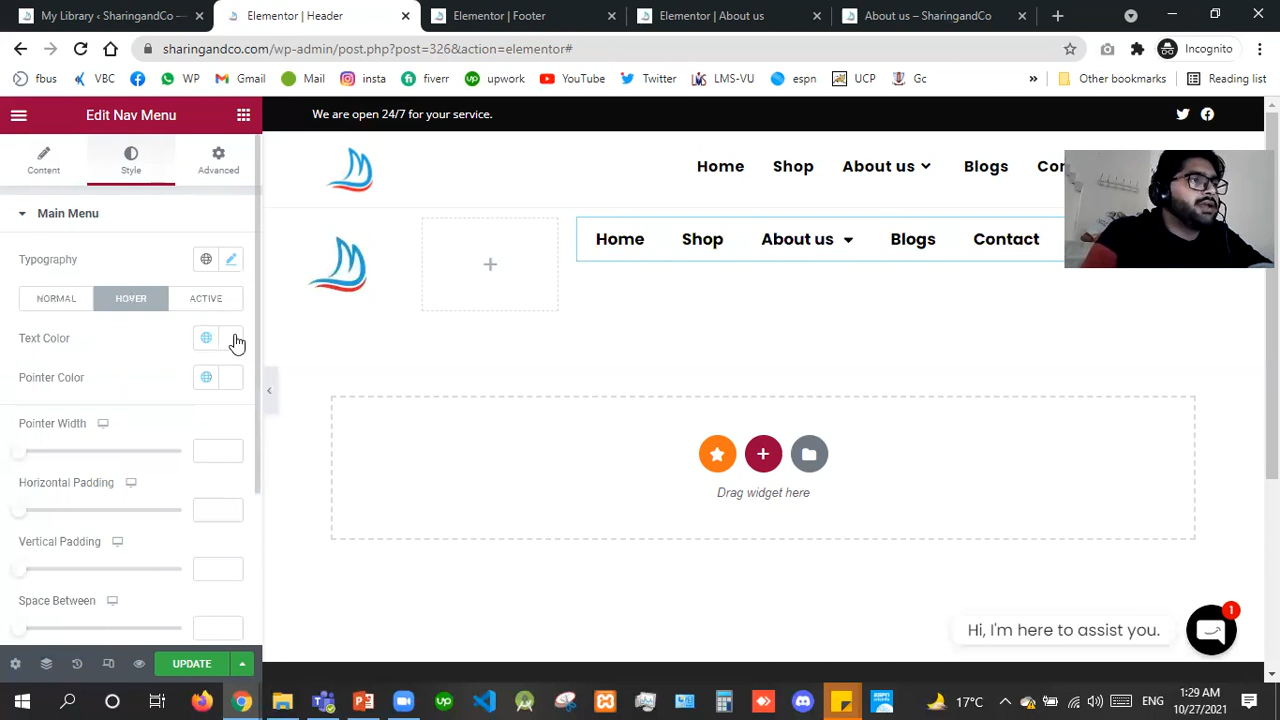 My Library ‹ SharingandCo —
Elementor | Header
Elementor | Footer
Elementor | About us
About us – SharingandCo
sharingandco.com/wp-admin/post.php?post=326&action=elementor#
Incognito
fbus
VBC
WP
Gmail
Mail
insta
fiverr
upwork
YouTube
Twitter
LMS-VU
espn
UCP
Gc
»
Other bookmarks
Reading list
Edit Nav Menu
We are open 24/7 for your service.
Content
Style
Advanced
Home
Shop
About us
Blogs
Main Menu
Home
Shop
About us
Blogs
Contact
Typography
NORMAL
HOVER
ACTIVE
Text Color
Pointer Color
Pointer Width
Horizontal Padding
Drag widget here
Vertical Padding
Space Between
1
Hi, I'm here to assist you.
UPDATE
17°C
ENG
1:29 AM
10/27/2021